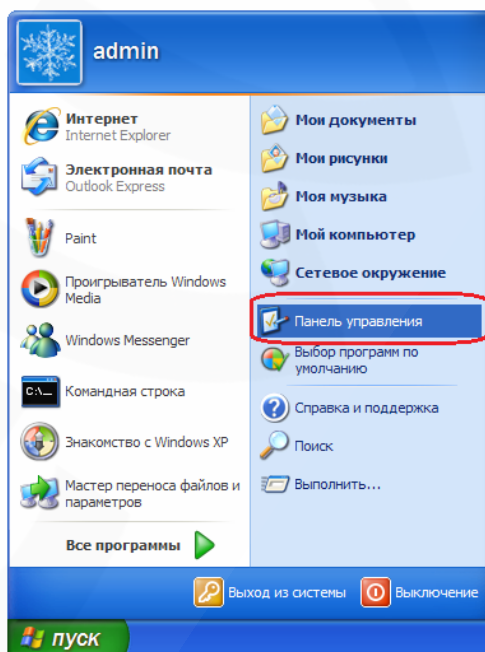 admin
Интернет
Internet Explorer
Электронная почта
Outlook Express
Paint
Проигрыватель Windows
Media
Windows Messenger
C:\_
Командная строка
Знакомство с Windows XP
Мастер переноса файлов и
параметров
Все программы
Мои документы
Мои рисунки
Моя музыка
Мой компьютер
Сетевое окружение
Панель управления
Выбор программ по
умолчанию
Справка и поддержка
Поиск
Выполнить...
Выход из системы
Выключение
пуск